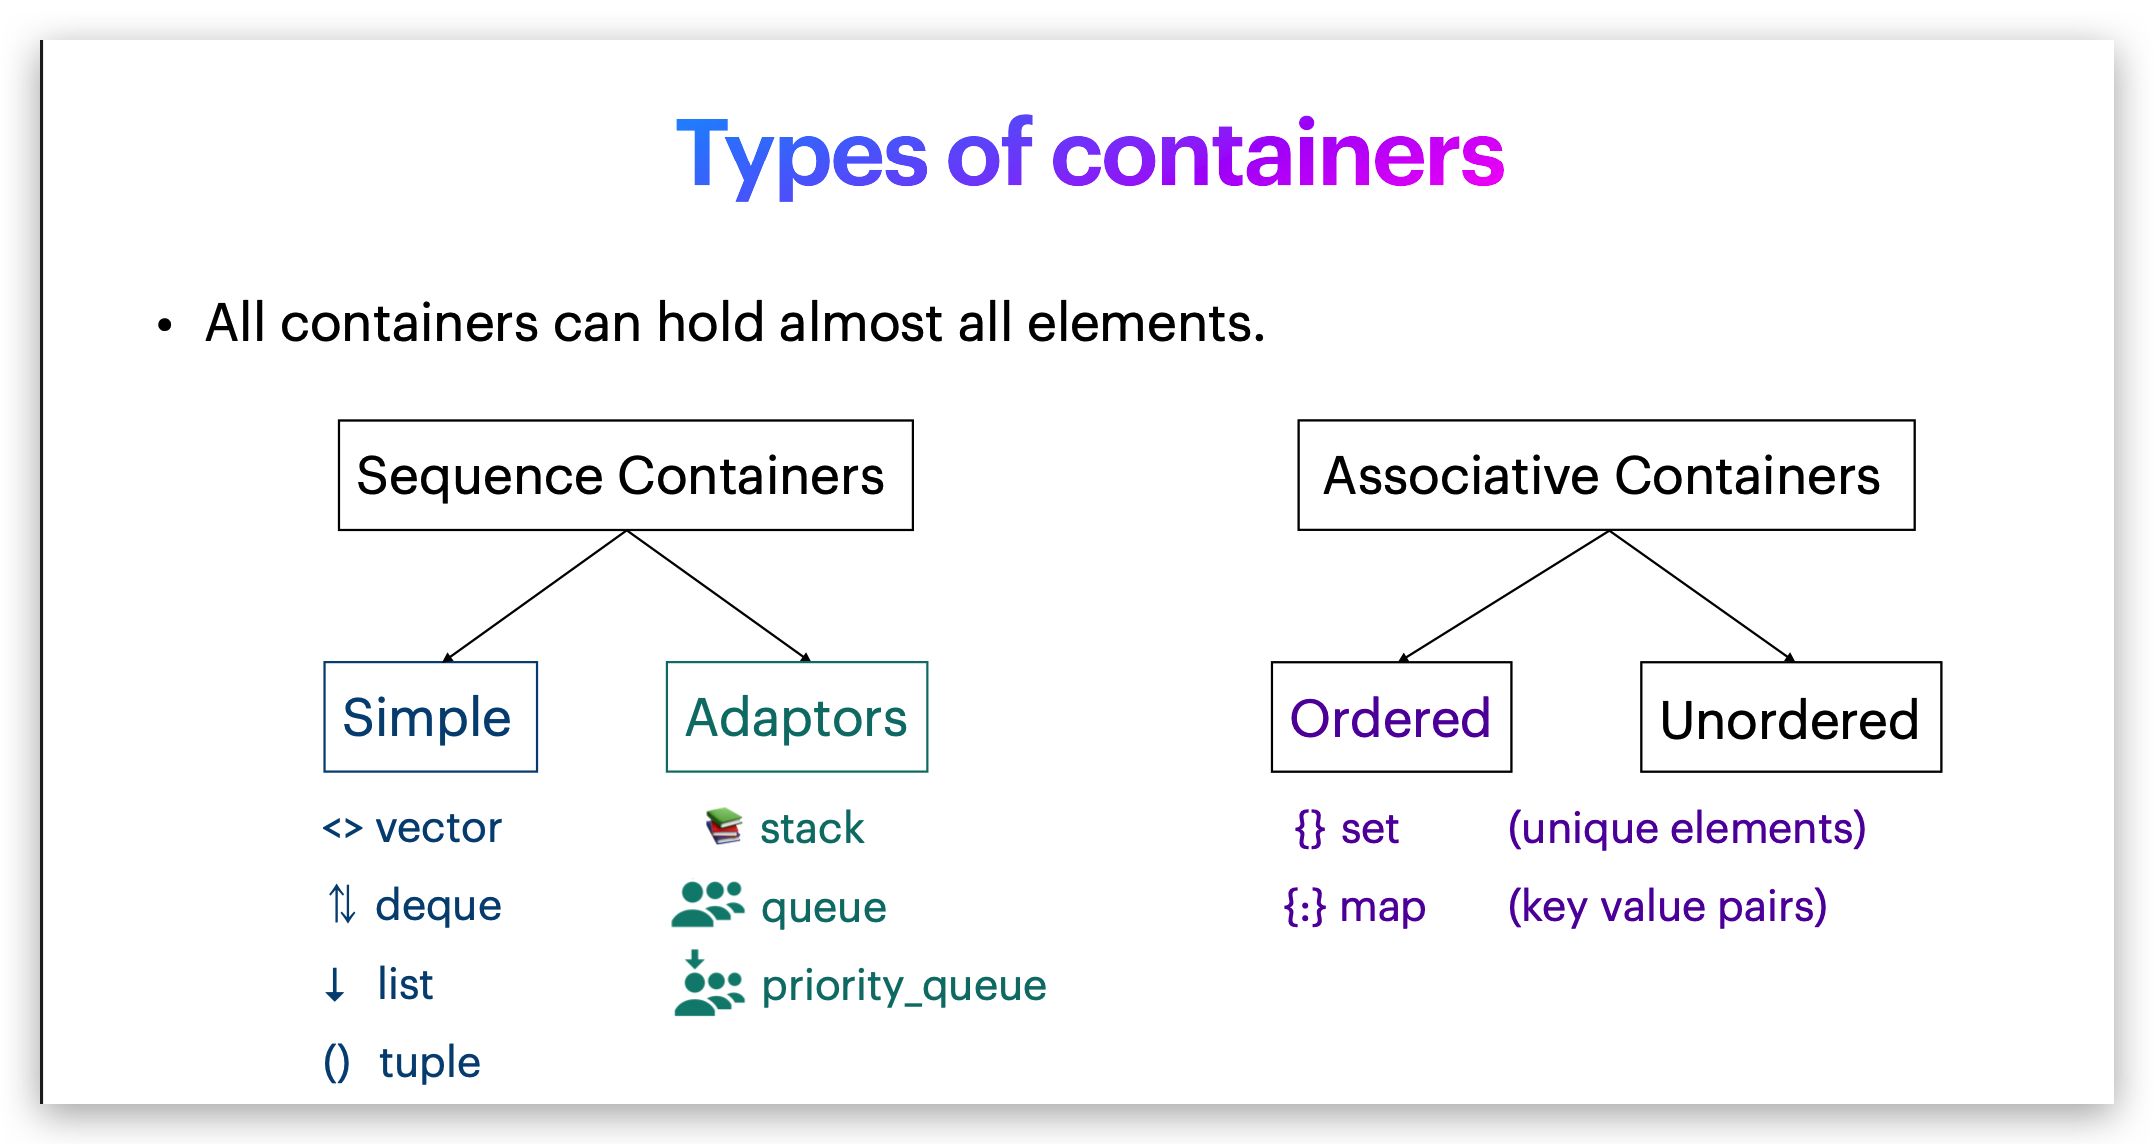 Types of containers
• All containers can hold almost all elements.
Sequence Containers
Simple
<> vector
⇅ deque
↓ list
() tuple
Adaptors
stack
queue
priority_queue
Associative Containers
Ordered
Unordered
{} set (unique elements)
{:} map (key value pairs)